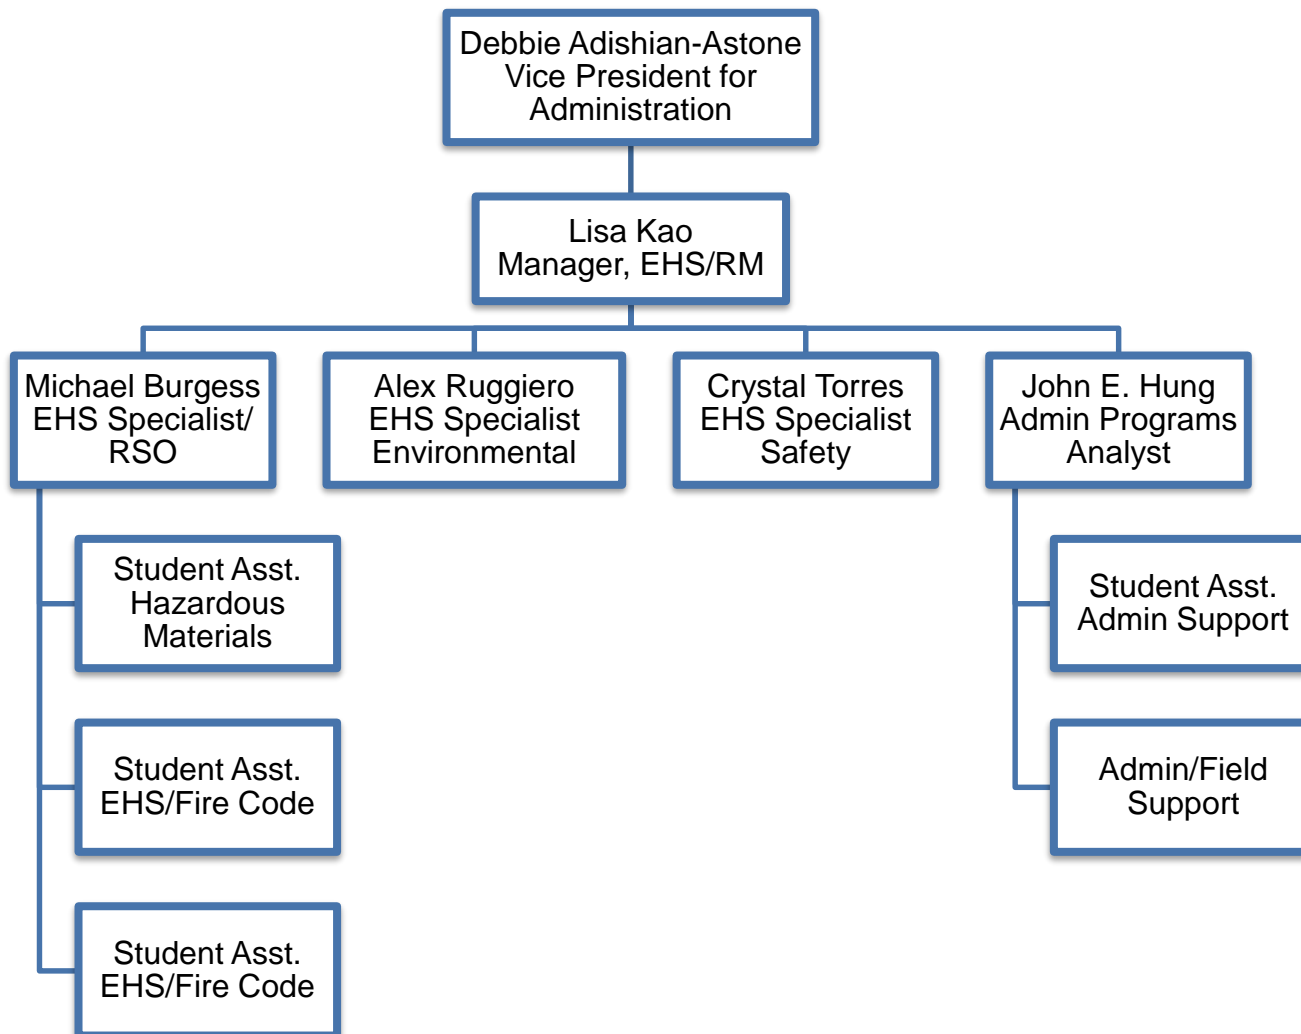 Debbie Adishian-Astone
Vice President for
Administration
Lisa Kao
Manager, EHS/RM
Michael Burgess
EHS Specialist/
RSO
Alex Ruggiero
EHS Specialist
Environmental
Crystal Torres
EHS Specialist
Safety
John E. Hung
Admin Programs
Analyst
Student Asst.
Hazardous
Materials
Student Asst.
EHS/Fire Code
Student Asst.
EHS/Fire Code
Student Asst.
Admin Support
Admin/Field
Support